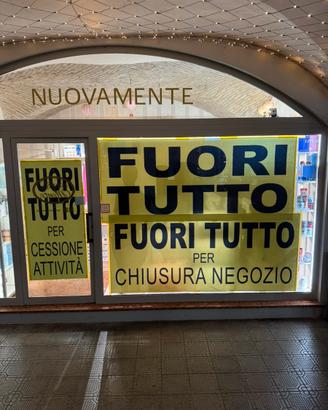 NUOVAMENTE
FUORI
TUTTO
PER
CESSIONE
ATTIVITÀ
FUORI
TUTTO
FUORI TUTTO
PER
CHIUSURA NEGOZIO